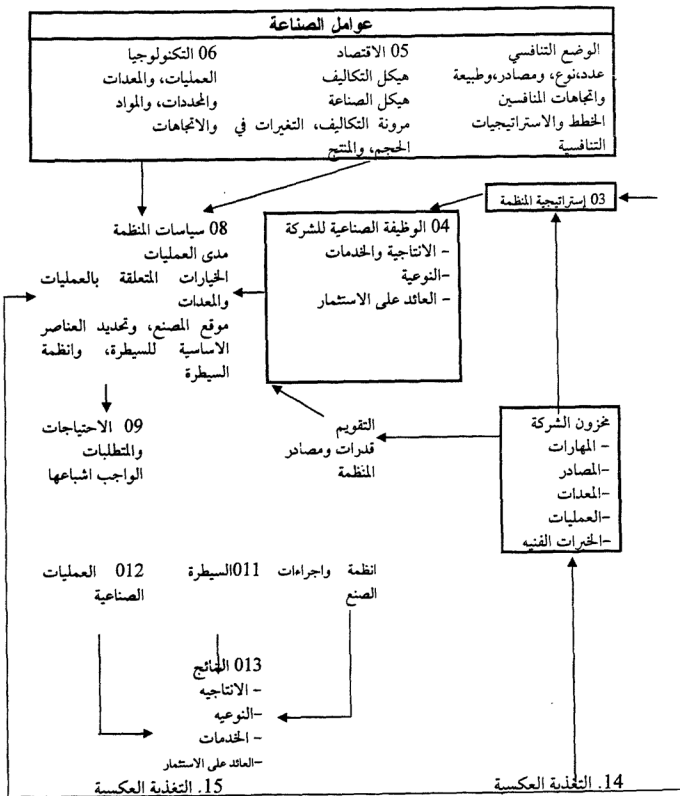 عوامل الصناعة
الوضع التنافسي
عدد،نوع، ومصادر،وطبيعة
واتجاهات المنافسين
الخطط والاستراتيجيات
التنافسية
05 الاقتصاد
هيكل التكاليف
هيكل الصناعة
مرونة التكاليف، التغيرات في
الحجم، والمنتج
06 التكنولوجيا
العمليات، والمعدات
والمحددات، والمواد
والاتجاهات
03 إستراتيجية المنظمة
04 الوظيفة الصناعية للشركة
- الانتاجية والخدمات
-النوعية
- العائد على الاستثمار
08 سياسات المنظمة
مدى العمليات
الخيارات المتعلقة بالعمليات
والمعدات
موقع المصنع، وتحديد العناصر
الاساسية للسيطرة، وانظمة
السيطرة
مخزون الشركة
- المهارات
-المصادر
-المعدات
-العمليات
-الخبرات الفنيه
التقويم
قدرات ومصادر
المنظمة
09 الاحتياجات
والمتطلبات
الواجب اشباعها
انظمة واجراءات
الصنع
011السيطرة
012 العمليات
الصناعية
013 النتائج
- الانتاجيه
-النوعيه
- الخدمات
-العائد على الاستثمار
14. التغذية العكسية
15. التغذية العكسية